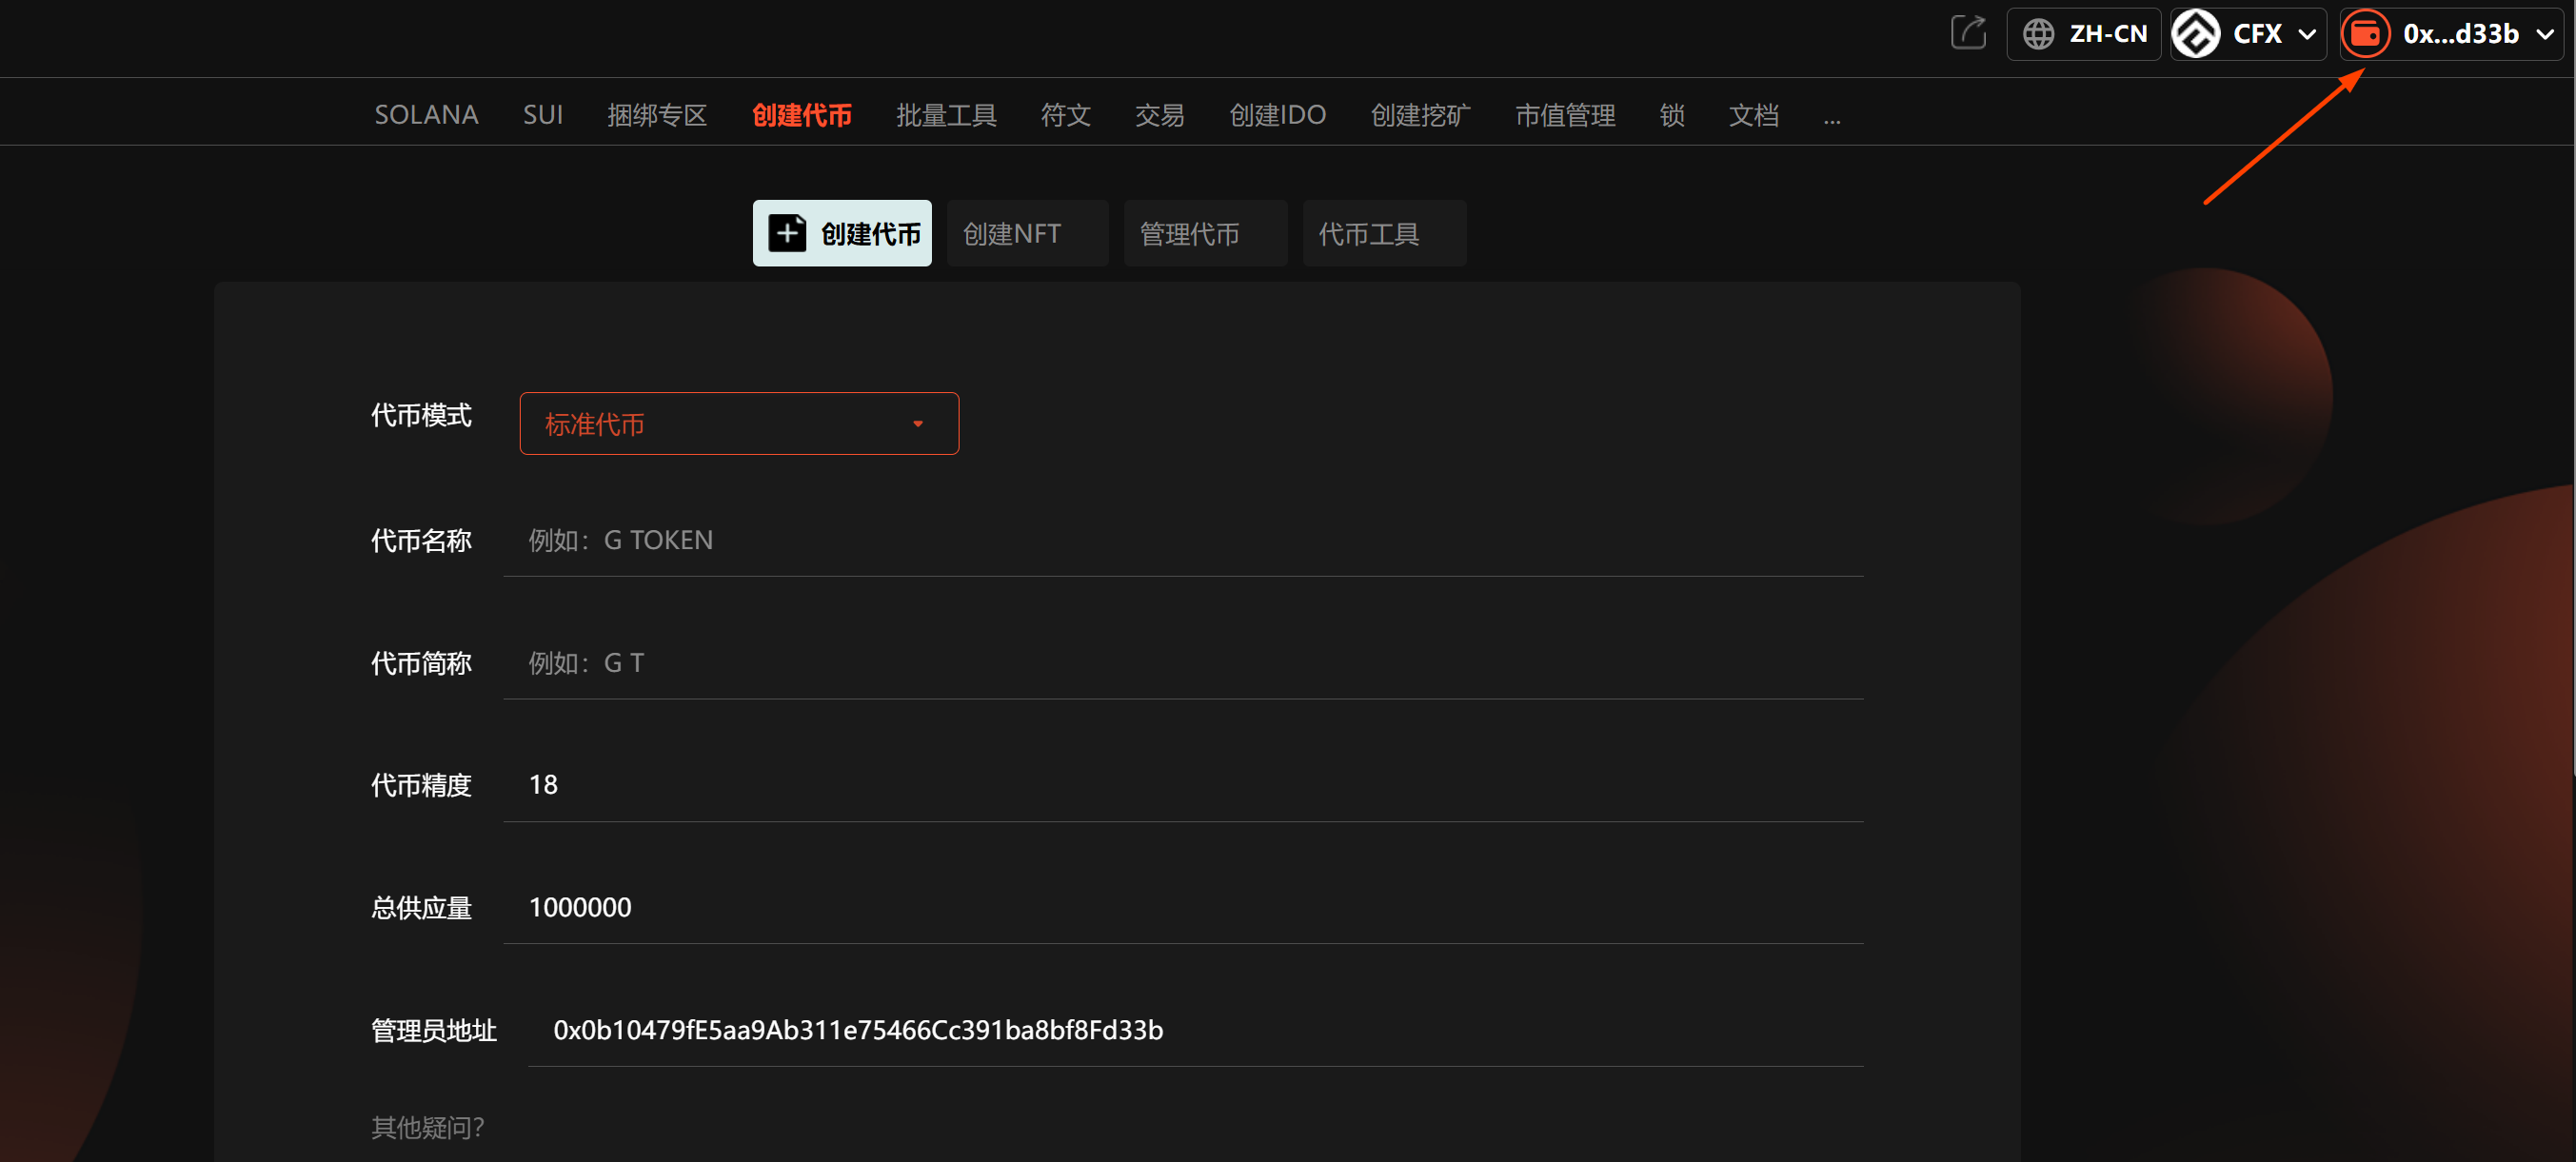 ZH-CN CFX 0x...d33b
SOLANA SUI 捆绑专区 创建代币 批量工具 符文 交易 创建IDO 创建挖矿 市值管理 锁 文档 ...
创建代币 创建NFT 管理代币 代币工具
代币模式 标准代币
代币名称 例如：G TOKEN
代币简称 例如：G T
代币精度 18
总供应量 1000000
管理员地址 0x0b10479fE5aa9Ab311e75466Cc391ba8bf8Fd33b
其他疑问?